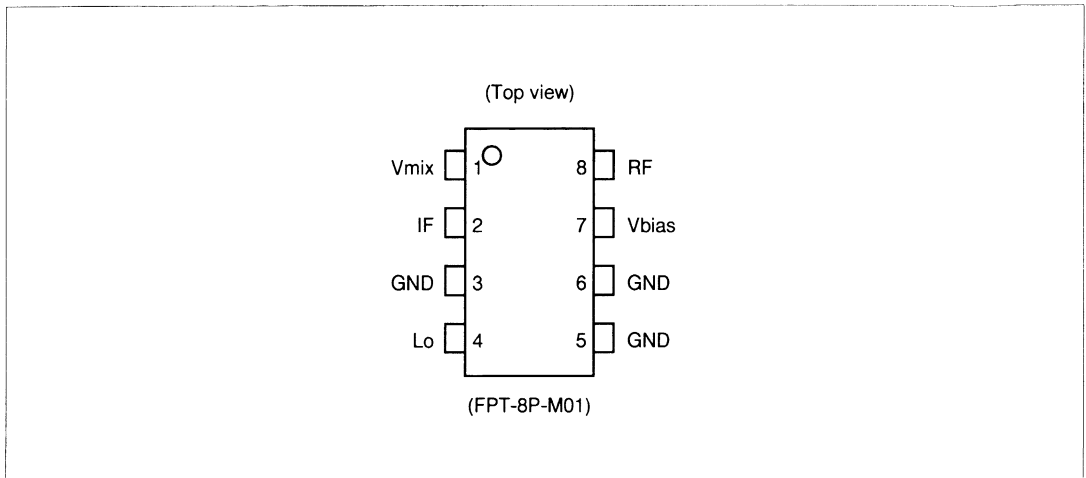 (Top view)
Vmix 1 8 RF
IF 2 7 Vbias
GND 3 6 GND
Lo 4 5 GND
(FPT-8P-M01)